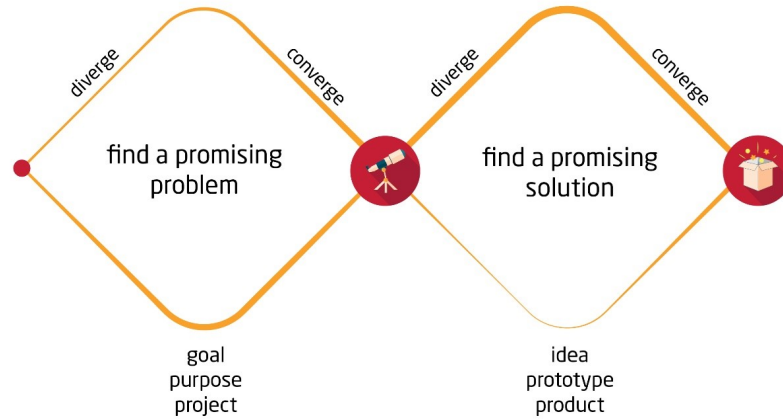 diverge
converge
diverge
converge
find a promising
problem
find a promising
solution
goal
purpose
project
idea
prototype
product